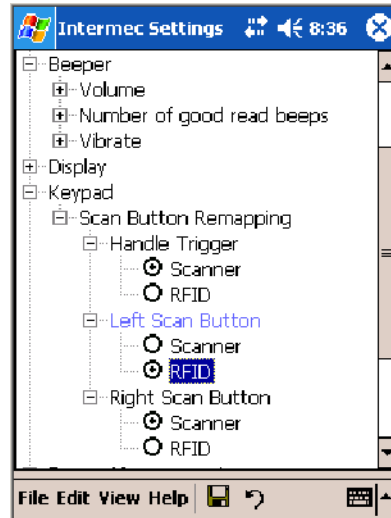 Intermec Settings 8:36
Beeper
Volume
Number of good read beeps
Vibrate
Display
Keypad
Scan Button Remapping
Handle Trigger
Scanner
RFID
Left Scan Button
Scanner
RFID
Right Scan Button
Scanner
RFID
File Edit View Help